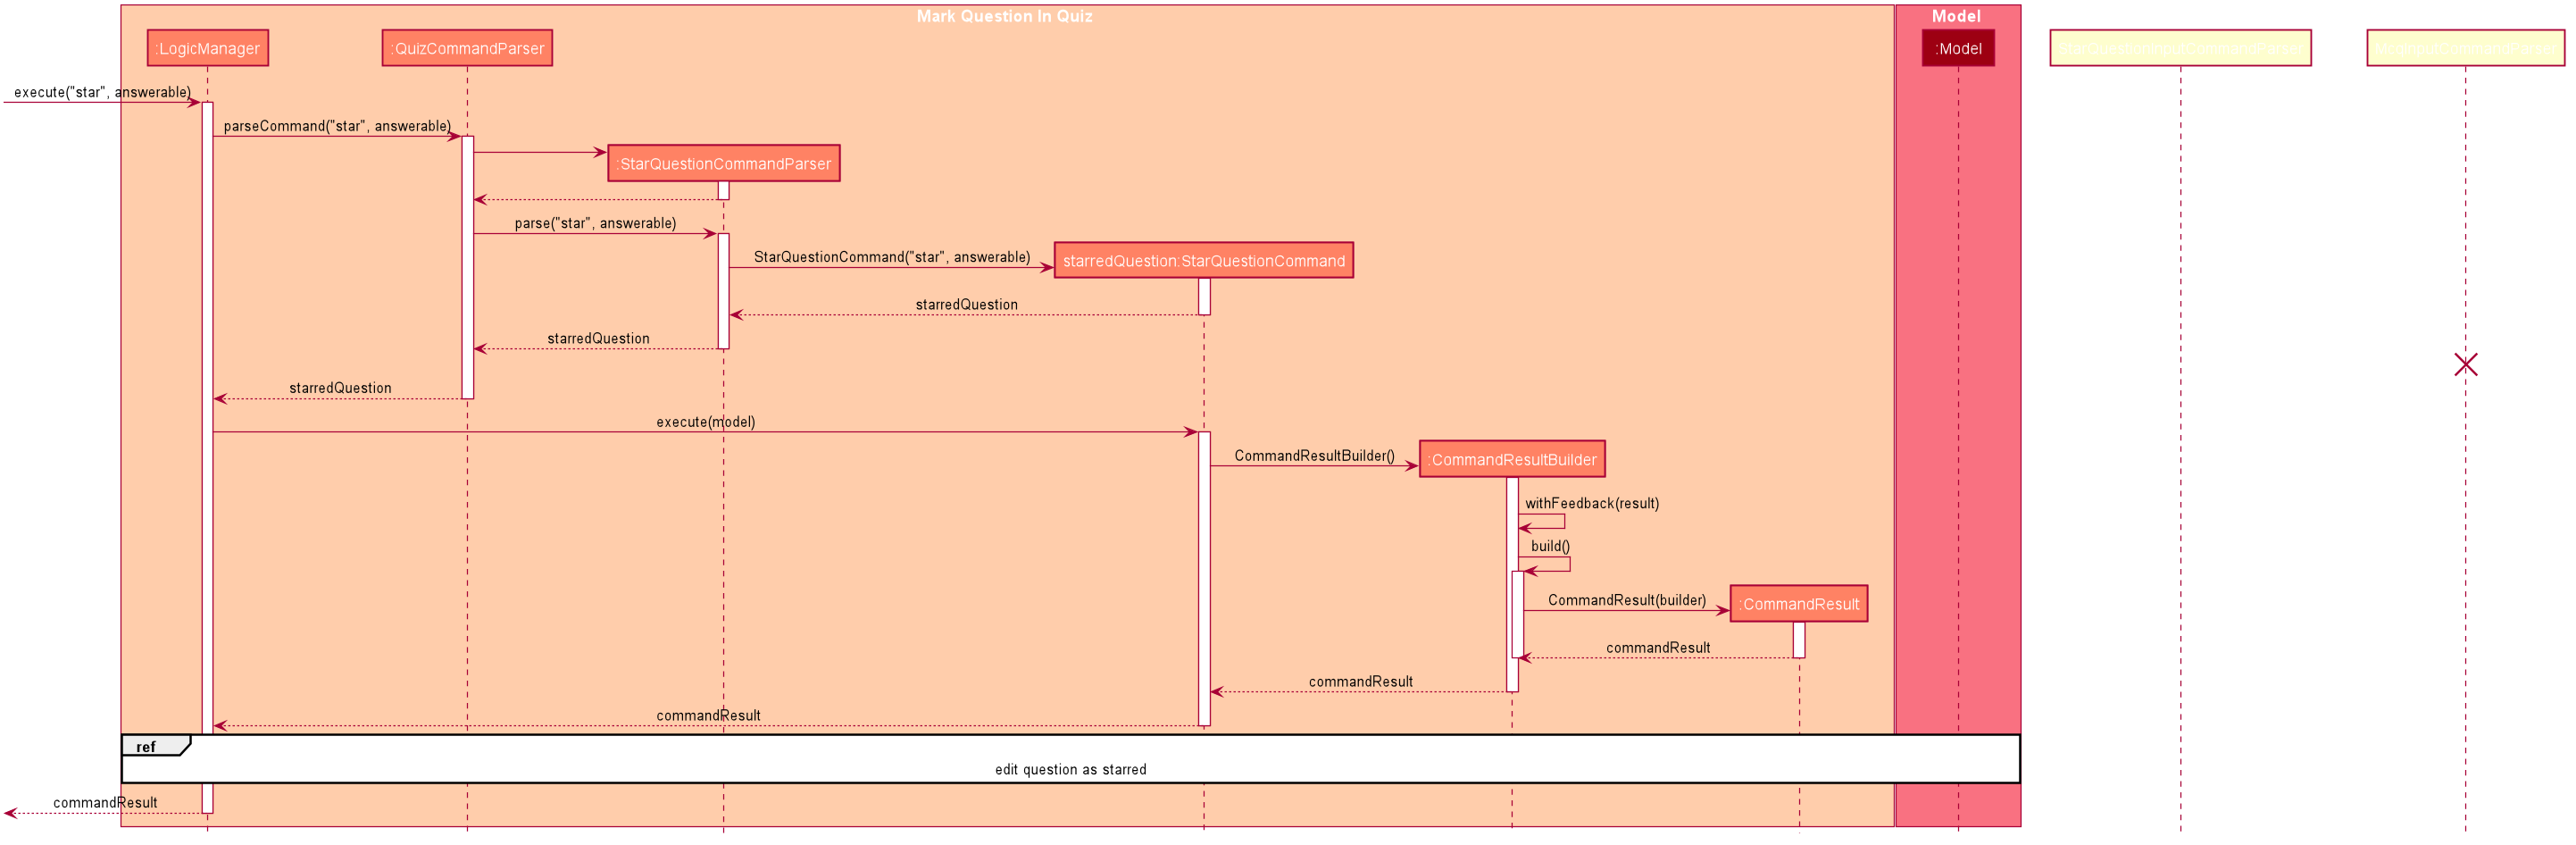 Mark Question In Quiz
Model
:LogicManager
:QuizCommandParser
:Model
execute("star", answerable)
parseCommand("star", answerable)
:StarQuestionCommandParser
parse("star", answerable)
StarQuestionCommand("star", answerable)
starredQuestion:StarQuestionCommand
starredQuestion
starredQuestion
starredQuestion
execute(model)
CommandResultBuilder()
:CommandResultBuilder
withFeedback(result)
build()
CommandResult(builder)
:CommandResult
commandResult
commandResult
commandResult
ref
edit question as starred
commandResult